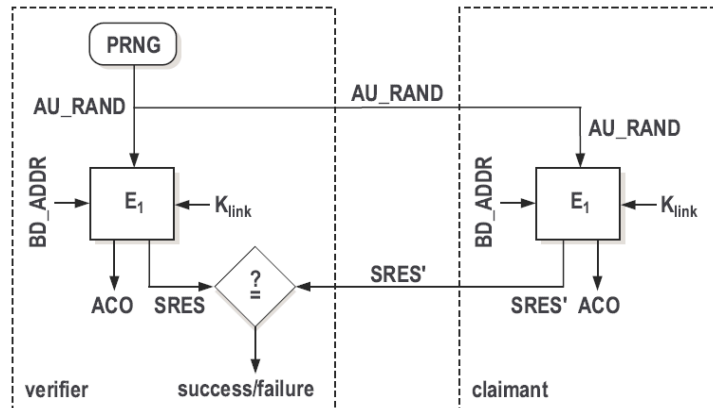 PRNG
AU_RAND
AU_RAND
AU_RAND
BD_ADDR
E1
Klink
BD_ADDR
E1
Klink
ACO
SRES
?
=
SRES'
SRES'
ACO
verifier
success/failure
claimant